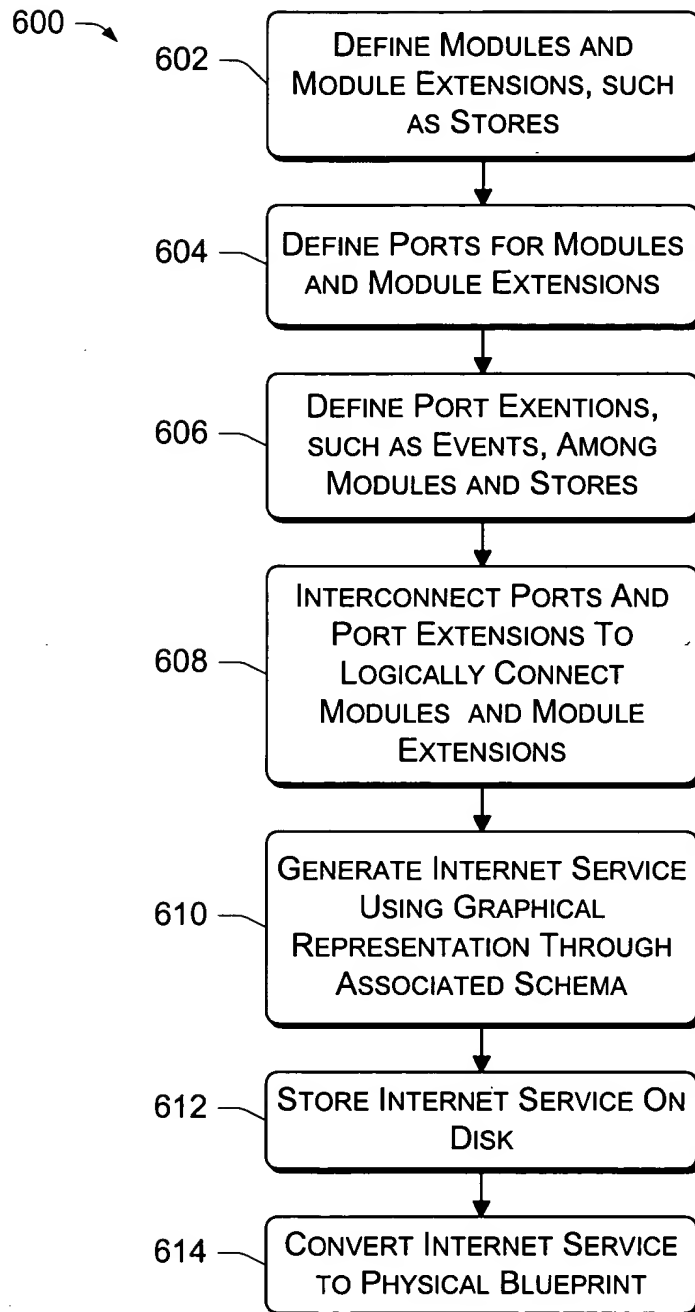 600
602
DEFINE MODULES AND
MODULE EXTENSIONS, SUCH
AS STORES
604
DEFINE PORTS FOR MODULES
AND MODULE EXTENSIONS
606
DEFINE PORT EXENTIONS,
SUCH AS EVENTS, AMONG
MODULES AND STORES
608
INTERCONNECT PORTS AND
PORT EXTENSIONS TO
LOGICALLY CONNECT
MODULES AND MODULE
EXTENSIONS
610
GENERATE INTERNET SERVICE
USING GRAPHICAL
REPRESENTATION THROUGH
ASSOCIATED SCHEMA
612
STORE INTERNET SERVICE ON
DISK
614
CONVERT INTERNET SERVICE
TO PHYSICAL BLUEPRINT